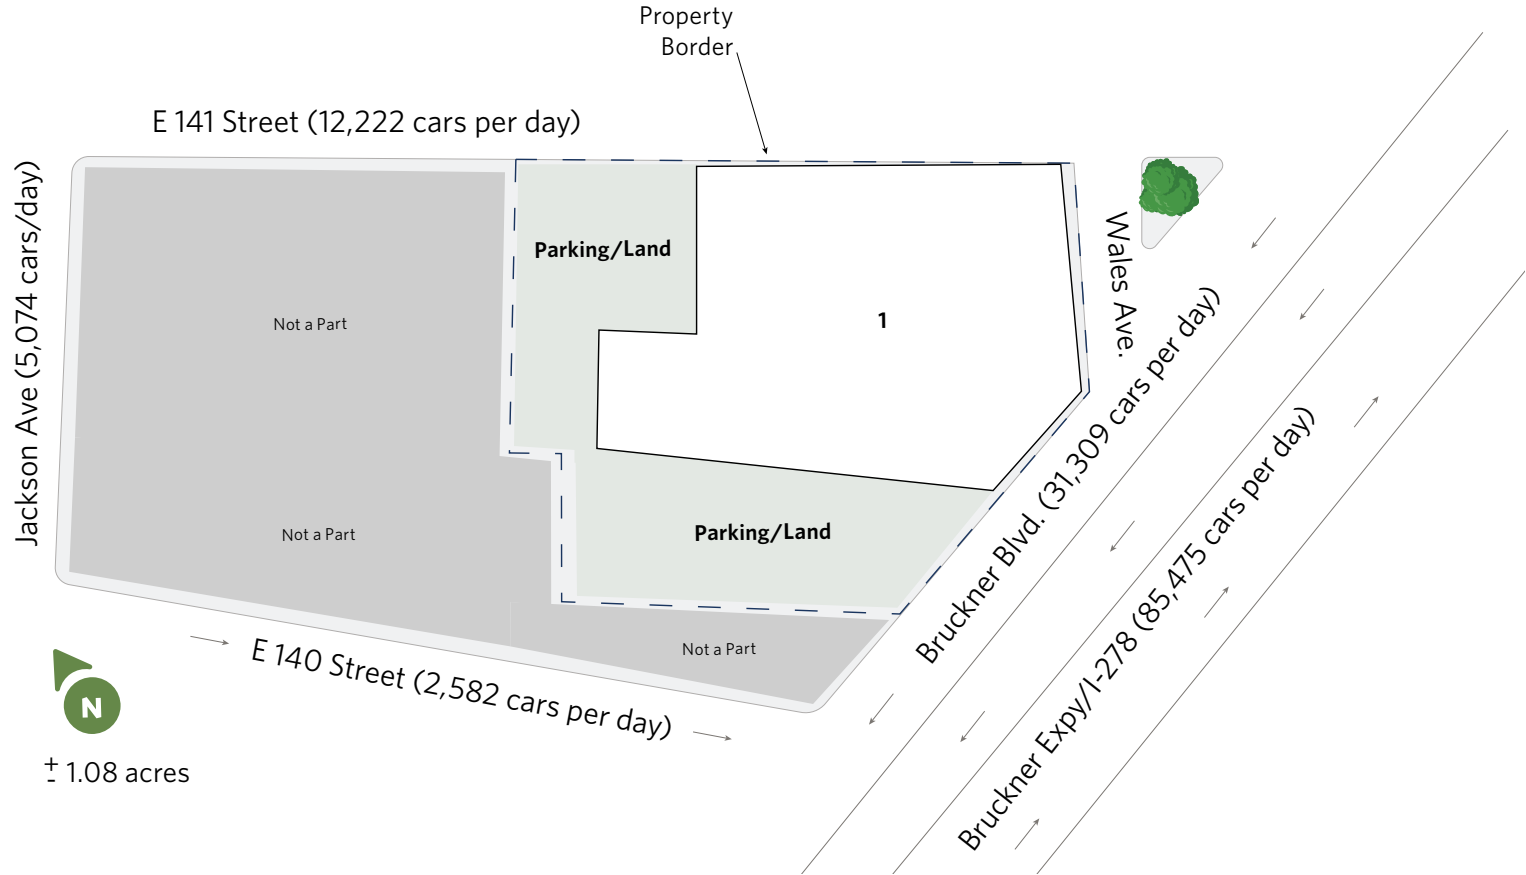 Property
Border
E 141 Street (12,222 cars per day)
Jackson Ave (5,074 cars/day)
Parking/Land
Wales Ave.
Not a Part
1
Bruckner Blvd. (31,309 cars per day)
Not a Part
Parking/Land
Bruckner Expy/I-278 (85,475 cars per day)
Not a Part
E 140 Street (2,582 cars per day)
N
± 1.08 acres